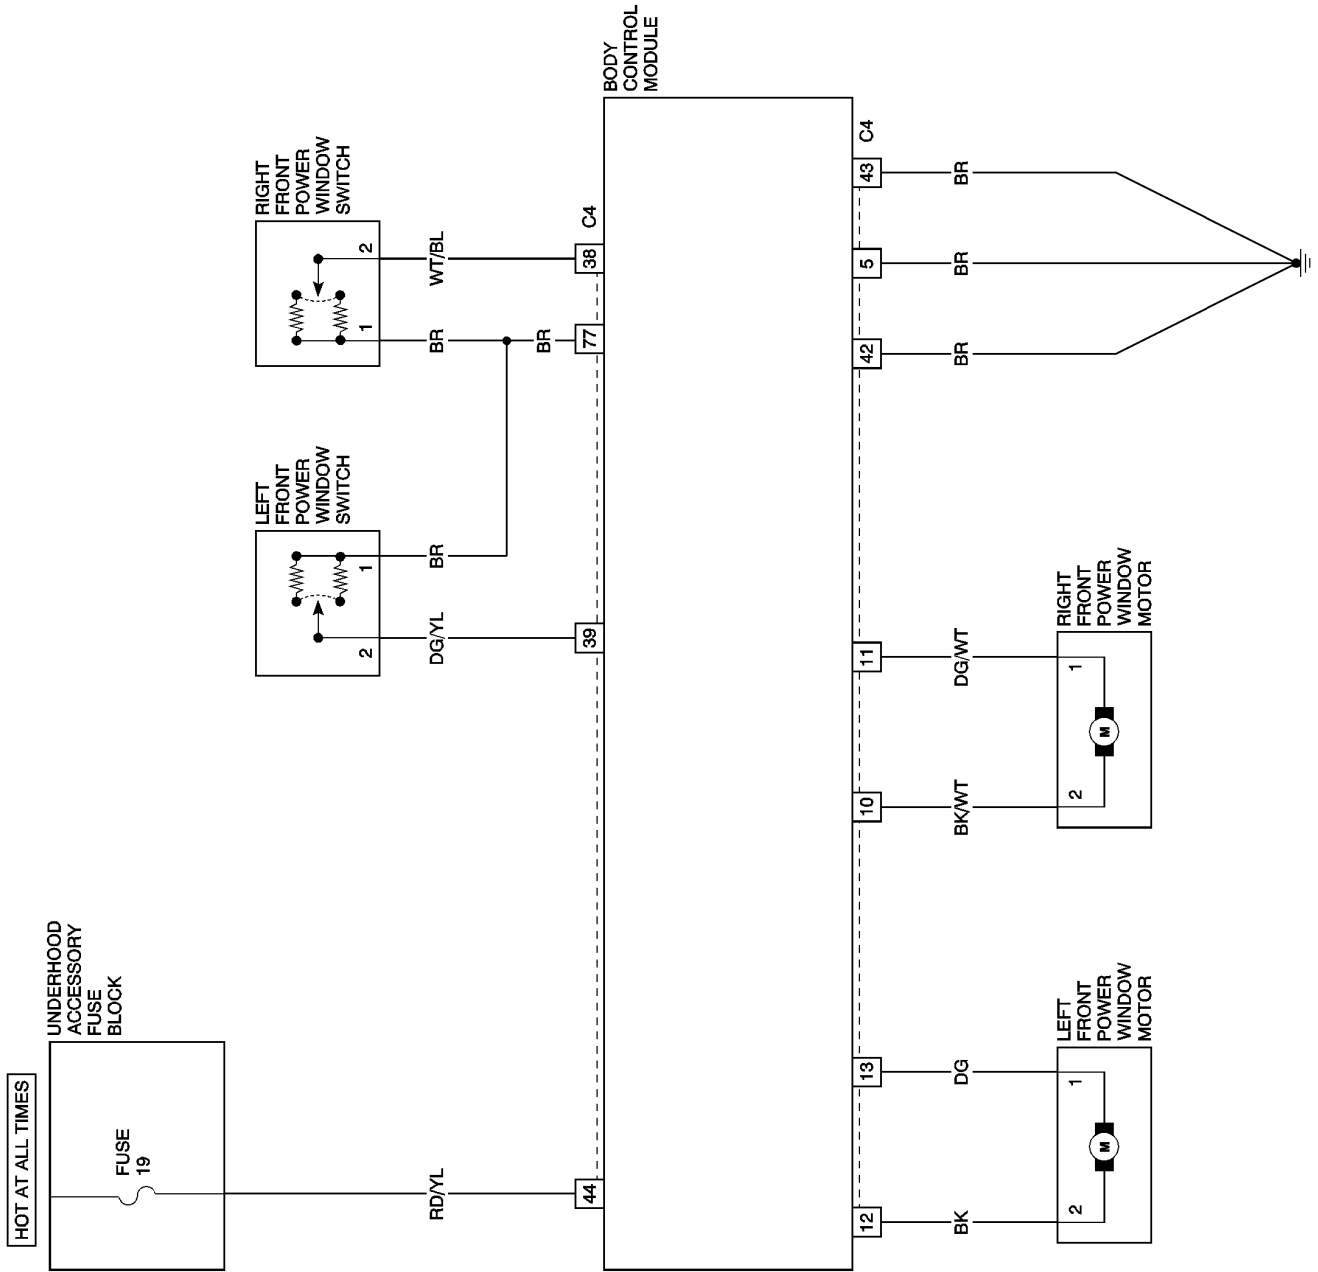 HOT AT ALL TIMES
UNDERHOOD
ACCESSORY
FUSE
BLOCK
FUSE
19
LEFT
FRONT
POWER
WINDOW
SWITCH
2
1
RIGHT
FRONT
POWER
WINDOW
SWITCH
1
2
RD/YL
DG/YL
BR
BR
WT/BL
BR
44
39
77
38
C4
BODY
CONTROL
MODULE
12
13
10
11
42
5
43
C4
BK
DG
BK/WT
DG/WT
BR
BR
BR
LEFT
FRONT
POWER
WINDOW
MOTOR
2
1
M
RIGHT
FRONT
POWER
WINDOW
MOTOR
2
1
M